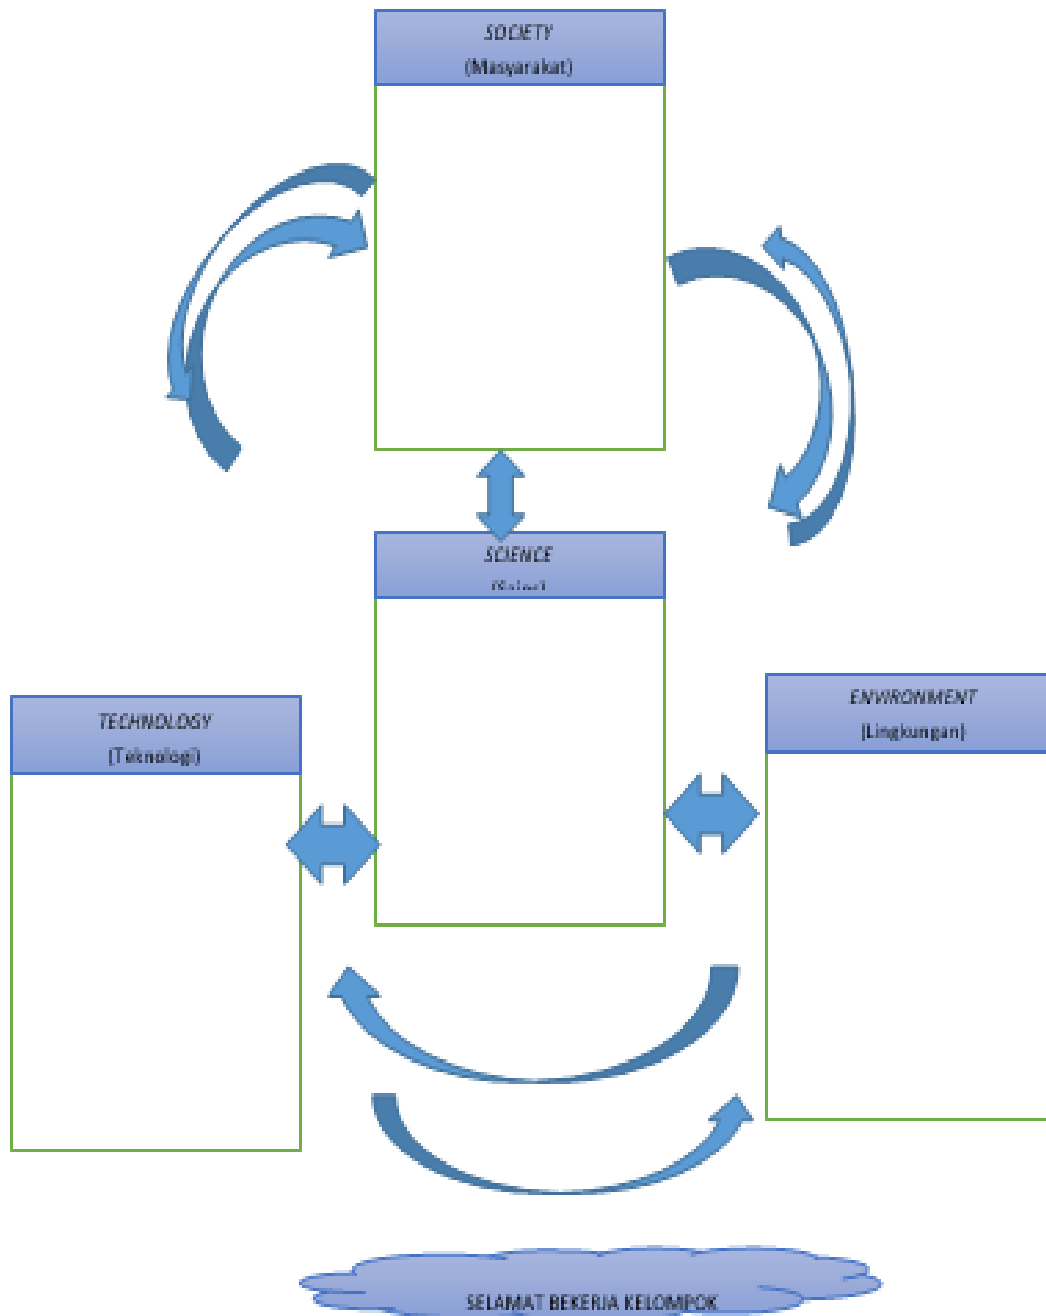 SOCIETY
(Masyarakat)
SCIENCE
TECHNOLOGY
(Teknologi)
ENVIRONMENT
(Lingkungan)
SELAMAT BEKERJA KELOMPOK